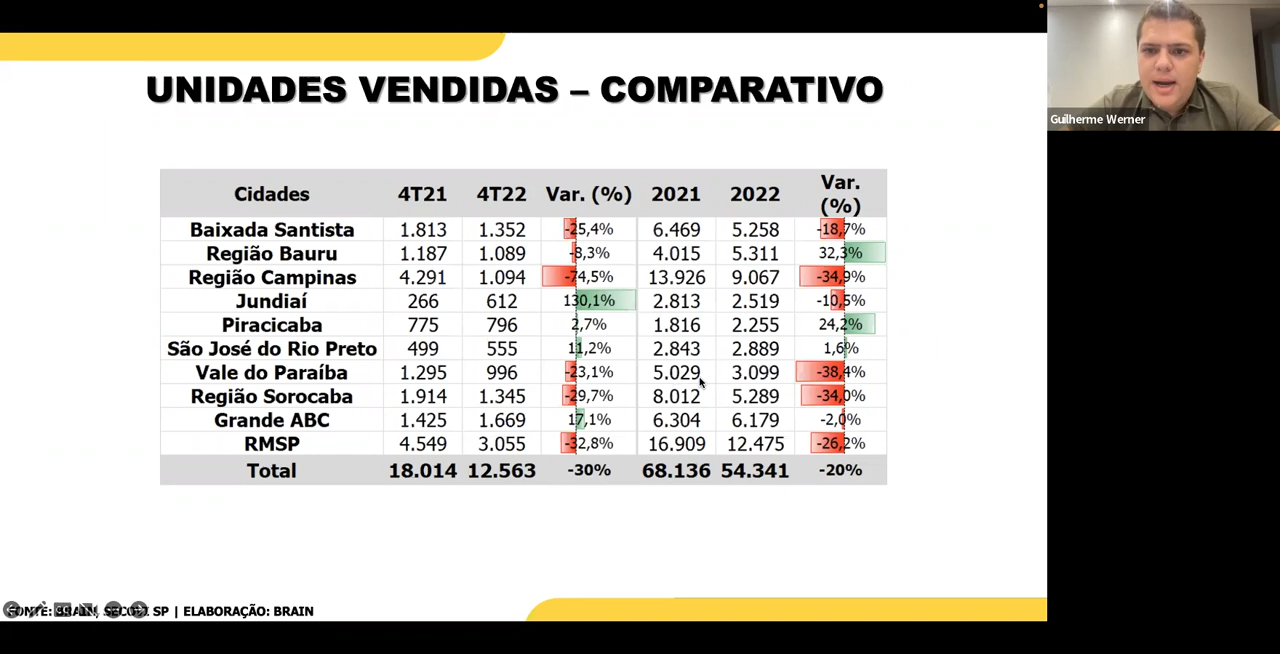 UNIDADES VENDIDAS – COMPARATIVO
Guilherme Werner
Cidades 4T21 4T22 Var. (%) 2021 2022 Var. (%)
Baixada Santista 1.813 1.352 -25,4% 6.469 5.258 -18,7%
Região Bauru 1.187 1.089 -8,3% 4.015 5.311 32,3%
Região Campinas 4.291 1.094 -74,5% 13.926 9.067 -34,9%
Jundiaí 266 612 130,1% 2.813 2.519 -10,5%
Piracicaba 775 796 2,7% 1.816 2.255 24,2%
São José do Rio Preto 499 555 11,2% 2.843 2.889 1,6%
Vale do Paraíba 1.295 996 -23,1% 5.029 3.099 -38,4%
Região Sorocaba 1.914 1.345 -29,7% 8.012 5.289 -34,0%
Grande ABC 1.425 1.669 17,1% 6.304 6.179 -2,0%
RMSP 4.549 3.055 -32,8% 16.909 12.475 -26,2%
Total 18.014 12.563 -30% 68.136 54.341 -20%
FONTE: BRAIN, SECOVI SP | ELABORAÇÃO: BRAIN